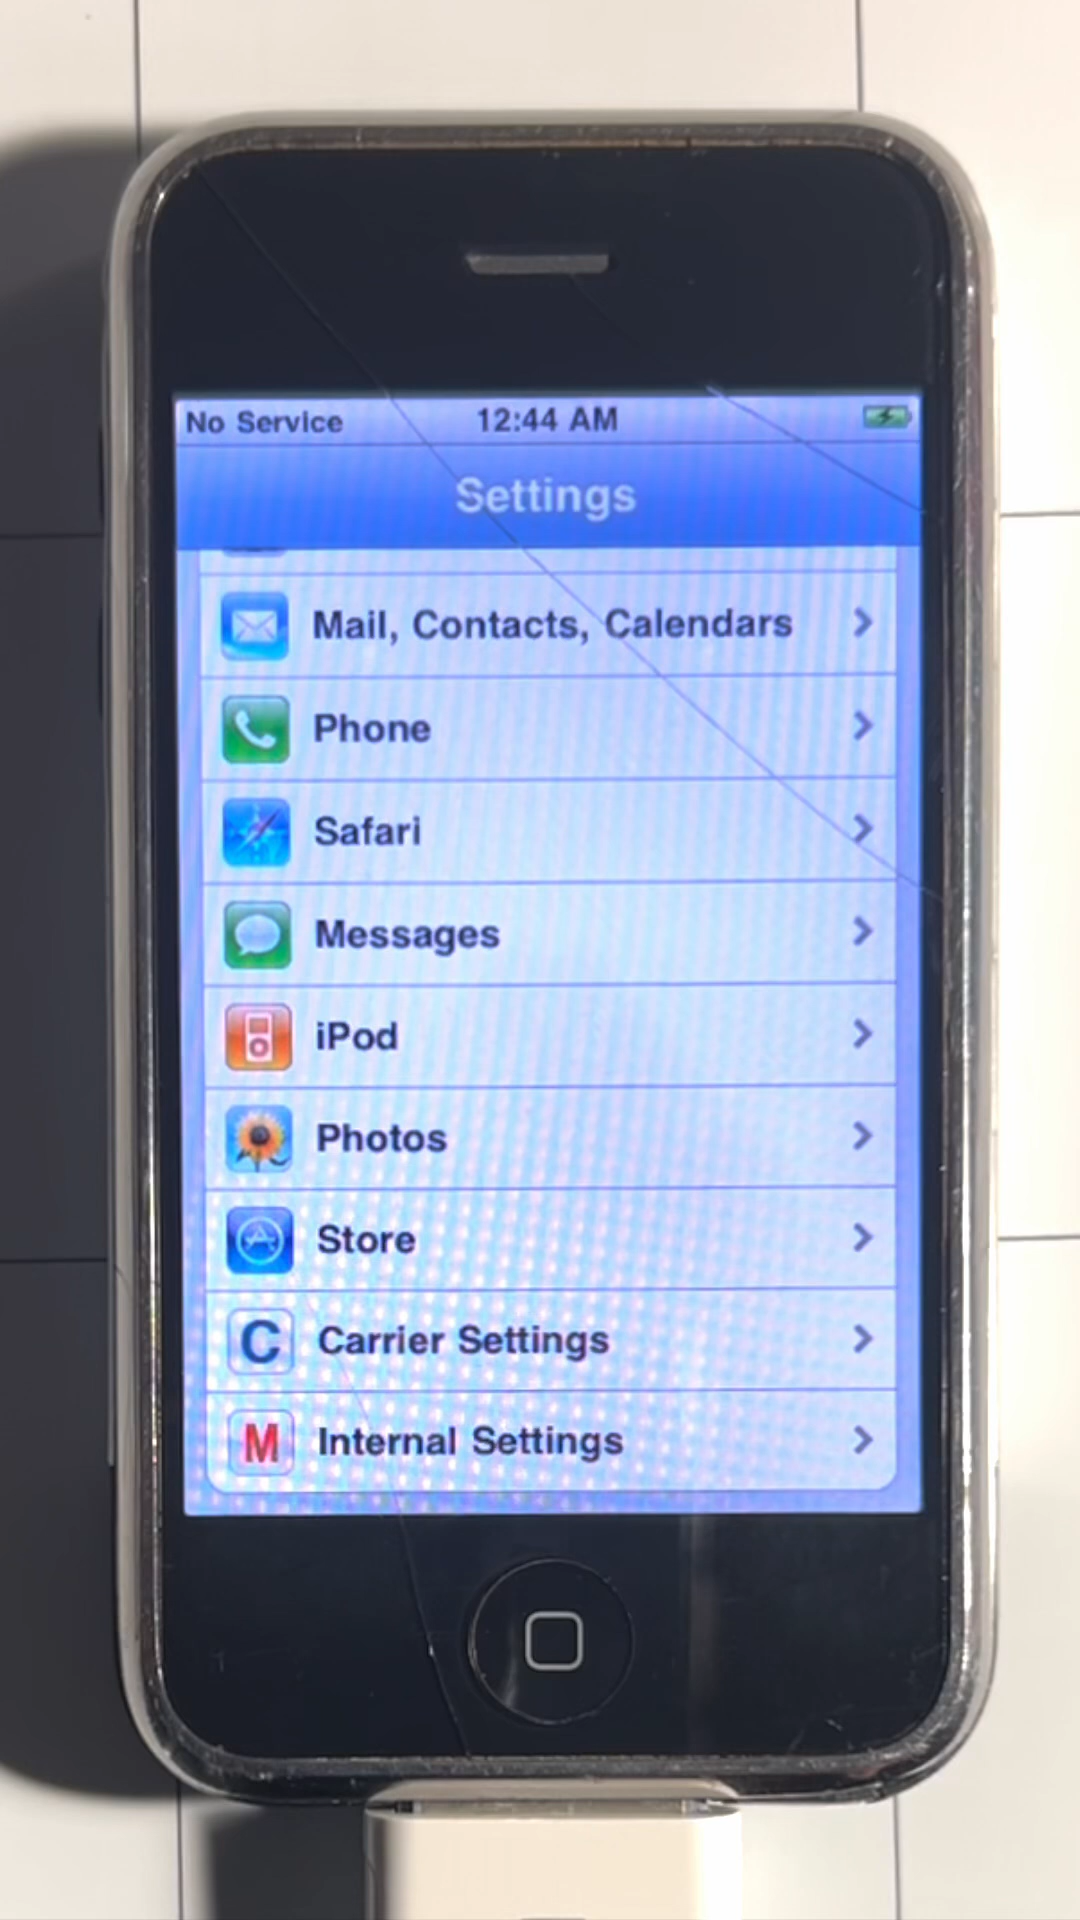 No Service 12:44 AM
Settings
Mail, Contacts, Calendars
Phone
Safari
Messages
iPod
Photos
Store
C Carrier Settings
M Internal Settings